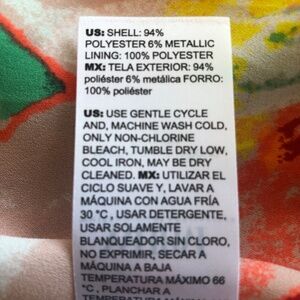 US: SHELL: 94%
POLYESTER 6% METALLIC
LINING: 100% POLYESTER
MX: TELA EXTERIOR: 94%
poliéster 6% metálica FORRO:
100% poliéster
US: USE GENTLE CYCLE
AND, MACHINE WASH COLD,
ONLY NON-CHLORINE
BLEACH, TUMBLE DRY LOW,
COOL IRON, MAY BE DRY
CLEANED. MX: UTILIZAR EL
CICLO SUAVE Y, LAVAR A
MÁQUINA CON AGUA FRÍA
30 °C , USAR DETERGENTE,
USAR SOLAMENTE
BLANQUEADOR SIN CLORO,
NO EXPRIMIR, SECAR A
MÁQUINA A BAJA
TEMPERATURA MÁXIMO 66
°C , PLANCHAR A
TEMPERATURA